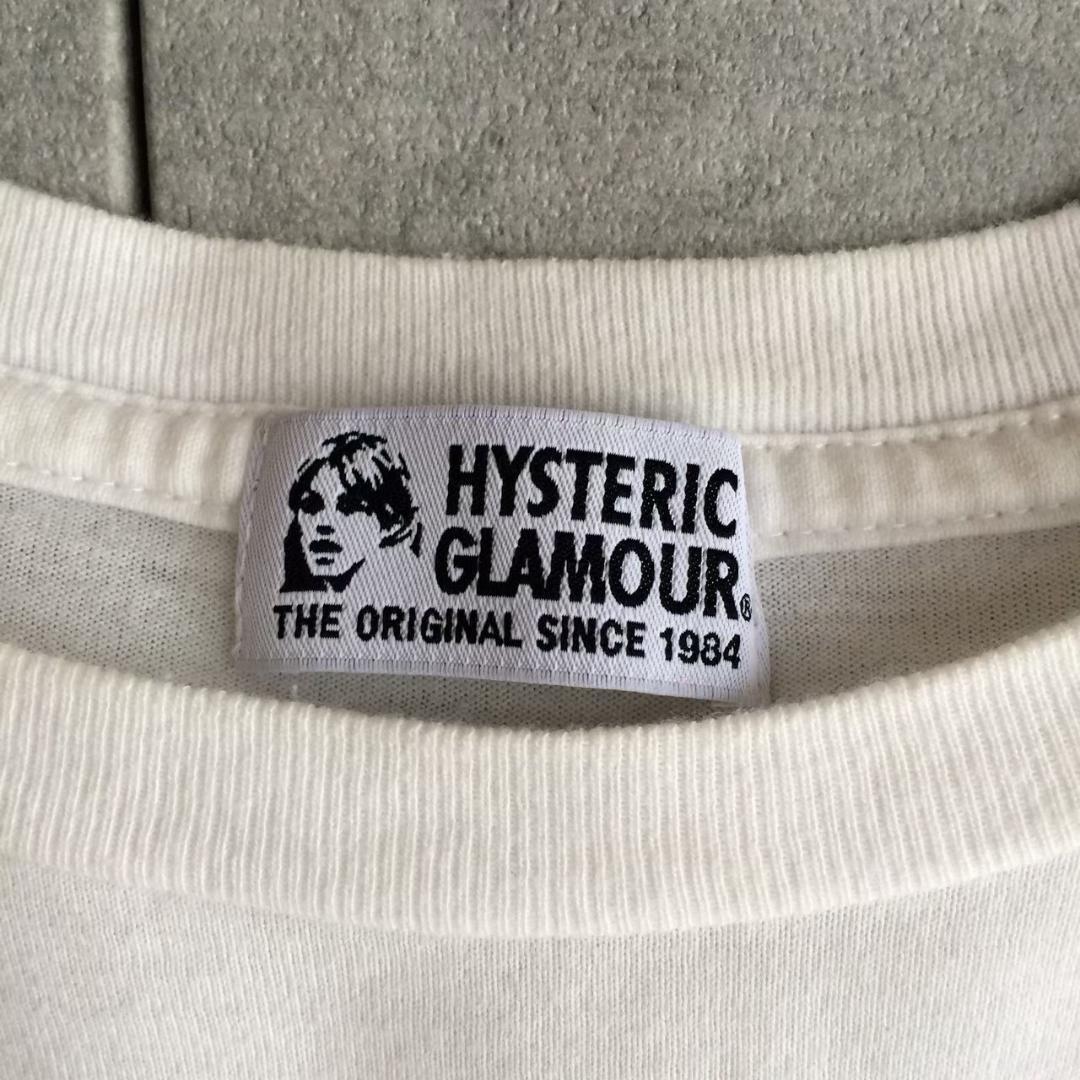 HYSTERIC
GLAMOUR®
THE ORIGINAL SINCE 1984